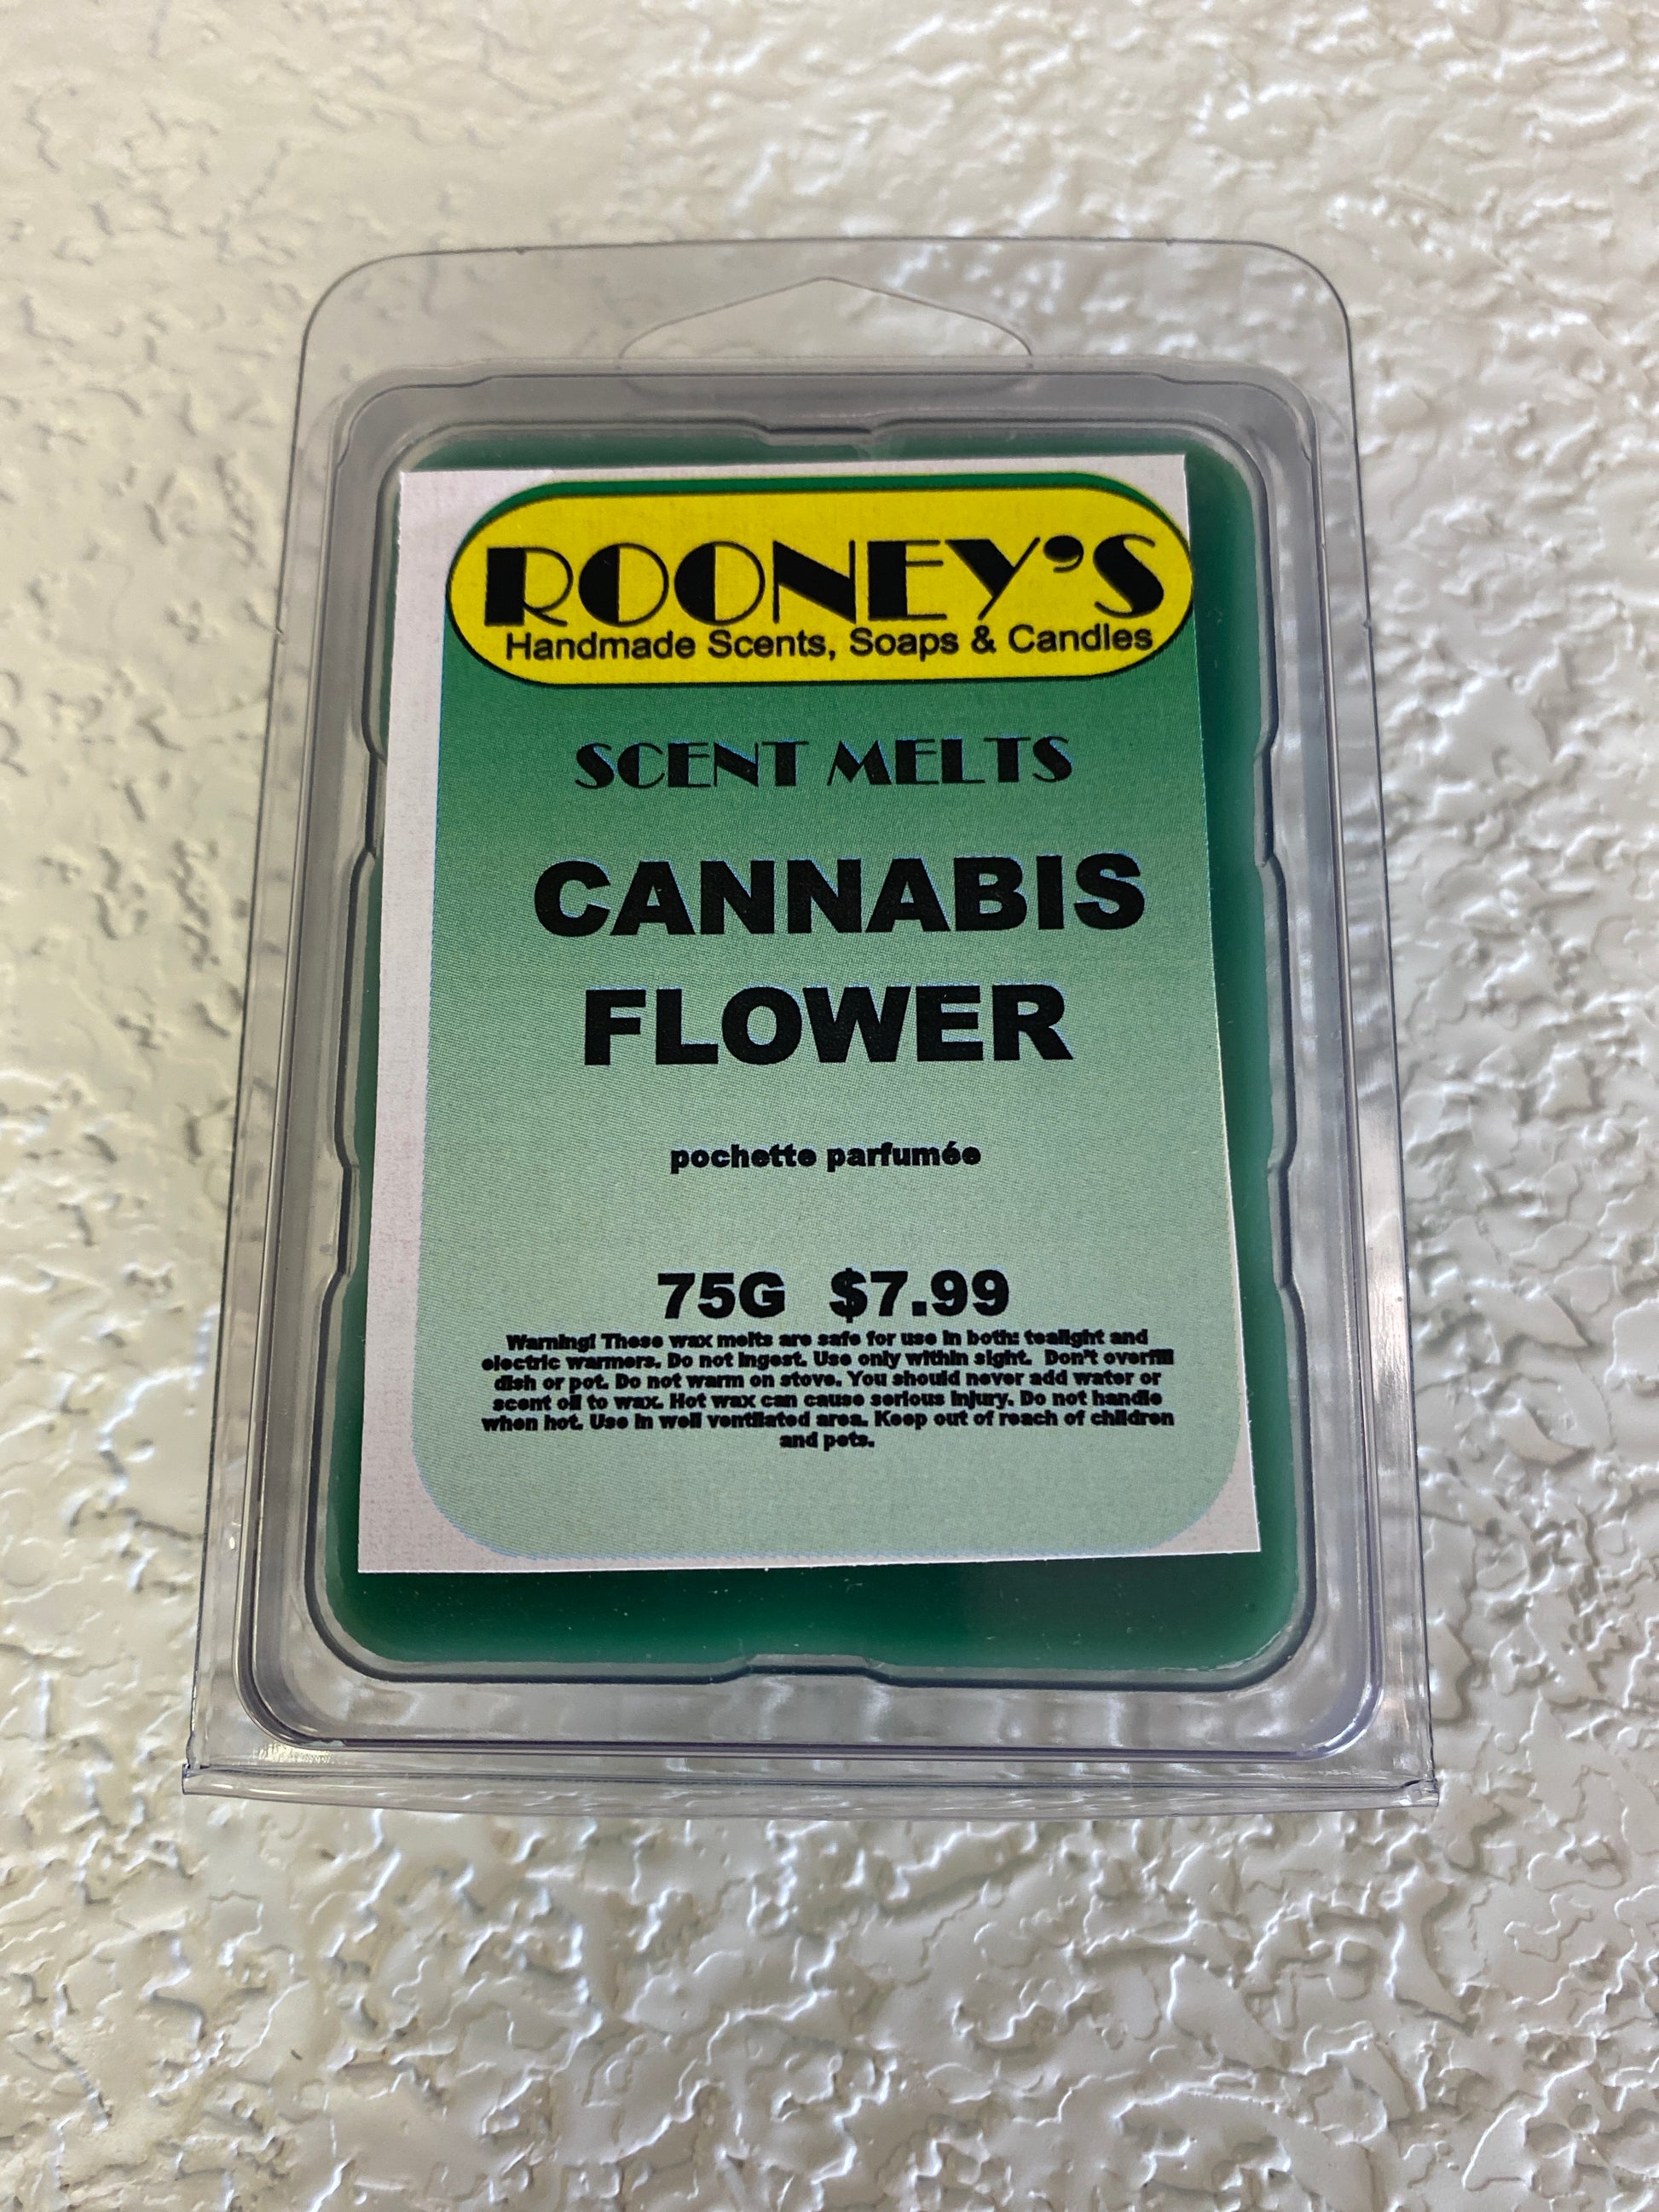 ROONEY'S
Handmade Scents, Soaps & Candles
SCENT MELTS
CANNABIS
FLOWER
pochette parfumée
75G $7.99
Warning! These wax melts are safe for use in both: tealight and
electric warmers. Do not ingest. Use only within sight. Don't overfill
dish or pot. Do not warm on stove. You should never add water or
scent oil to wax. Hot wax can cause serious injury. Do not handle
when hot. Use in well ventilated area. Keep out of reach of children
and pets.